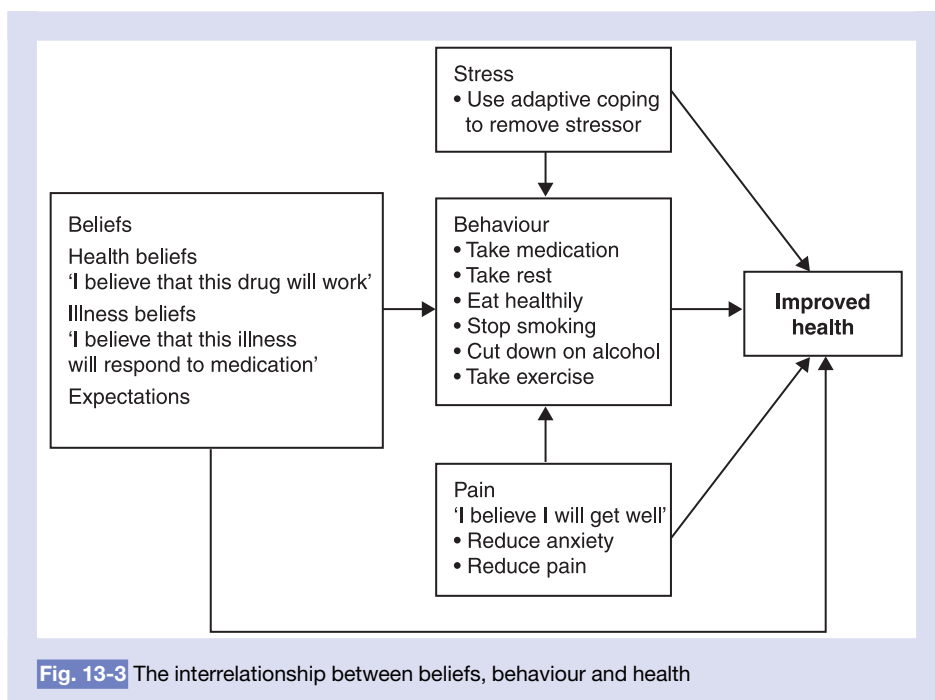 Stress
• Use adaptive coping
to remove stressor
Beliefs
Health beliefs
‘I believe that this drug will work’
Illness beliefs
‘I believe that this illness
will respond to medication’
Expectations
Behaviour
• Take medication
• Take rest
• Eat healthily
• Stop smoking
• Cut down on alcohol
• Take exercise
Improved
health
Pain
‘I believe I will get well’
• Reduce anxiety
• Reduce pain
Fig. 13-3 The interrelationship between beliefs, behaviour and health